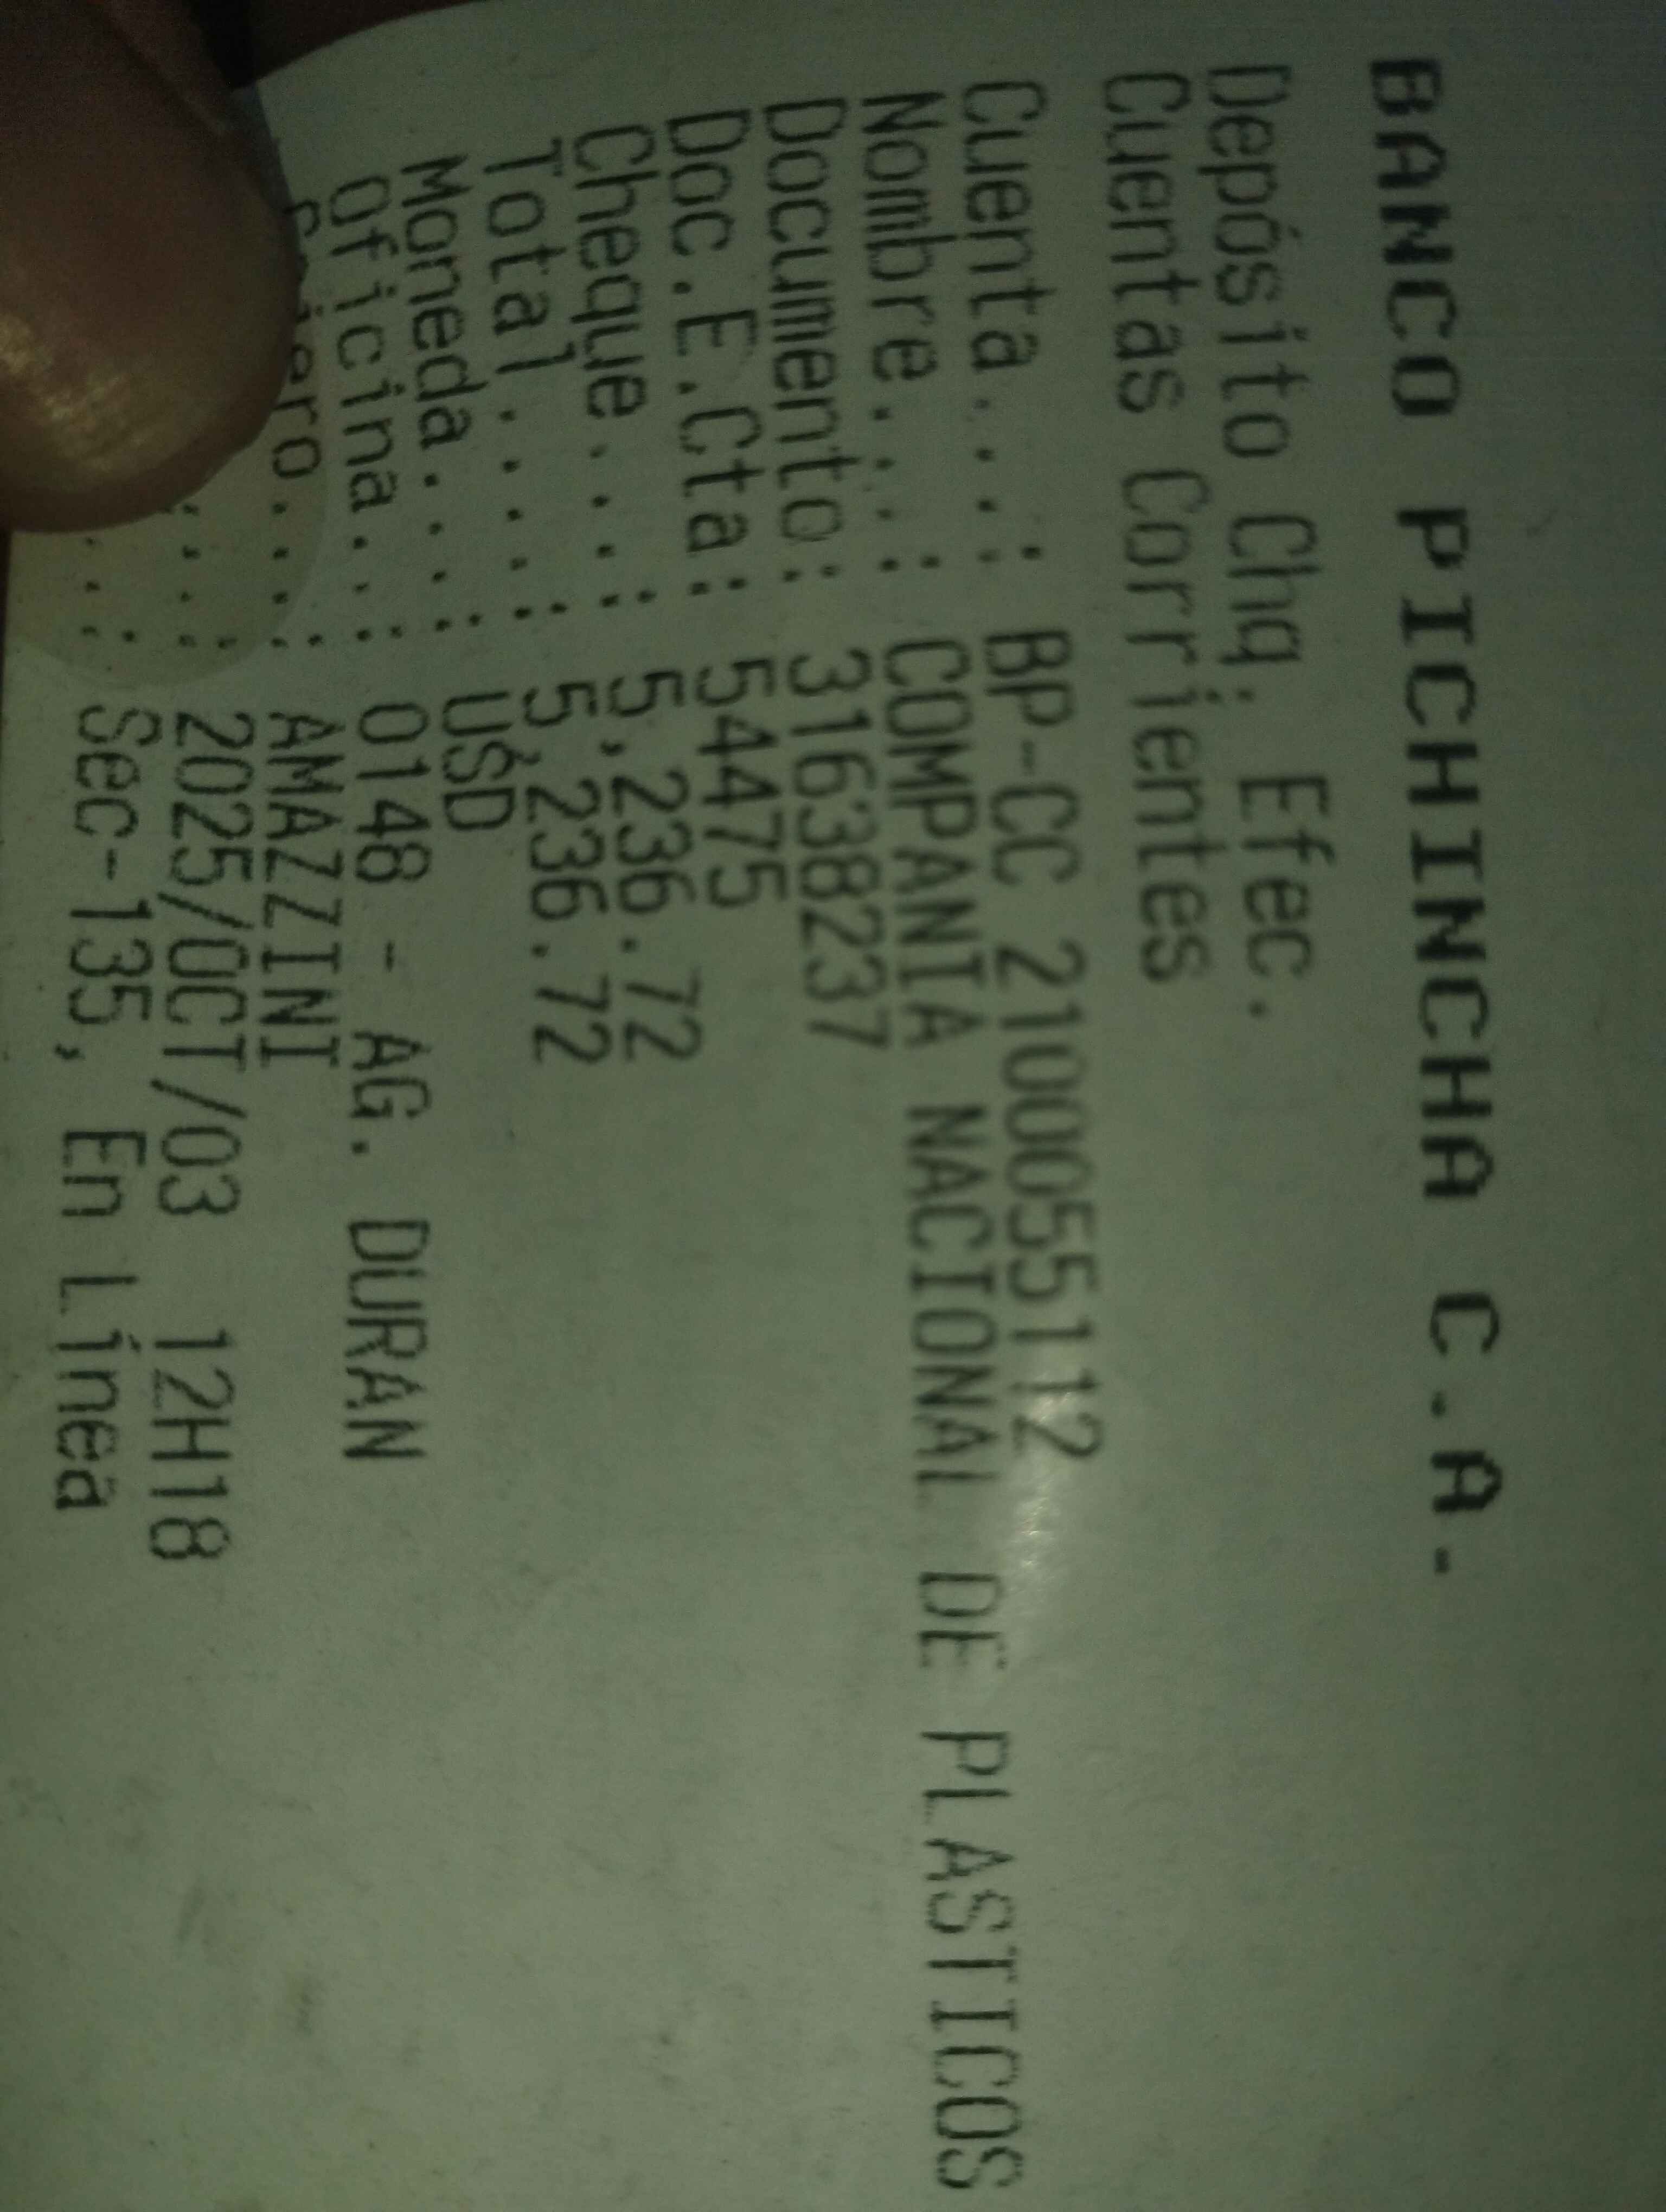 BANCO PICHINCHA C.A.
Depósito Chq. Efec.
Cuentas Corrientes
Cuenta....: BP-CC 2100055112
Nombre....: COMPANIA NACIONAL DE PLASTICOS
Documento.: 316388237
Doc.E.Cta.: 54475
Cheque....: 5,236.72
Total.....: 5,236.72
Moneda....: USD
Oficina...: 0148 - AG. DURAN
AMAZZINI
2025/OCT/03 12H18
Sec-135, En Línea